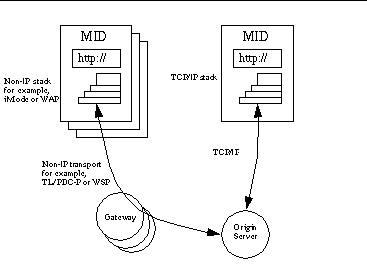 MID
http://
Non-IP stack
for example,
iMode or WAP
MID
http://
TCP/IP stack
Non-IP transport
for example,
TL/PDC-P or WSP
TCP/IP
Gateway
Origin
Server